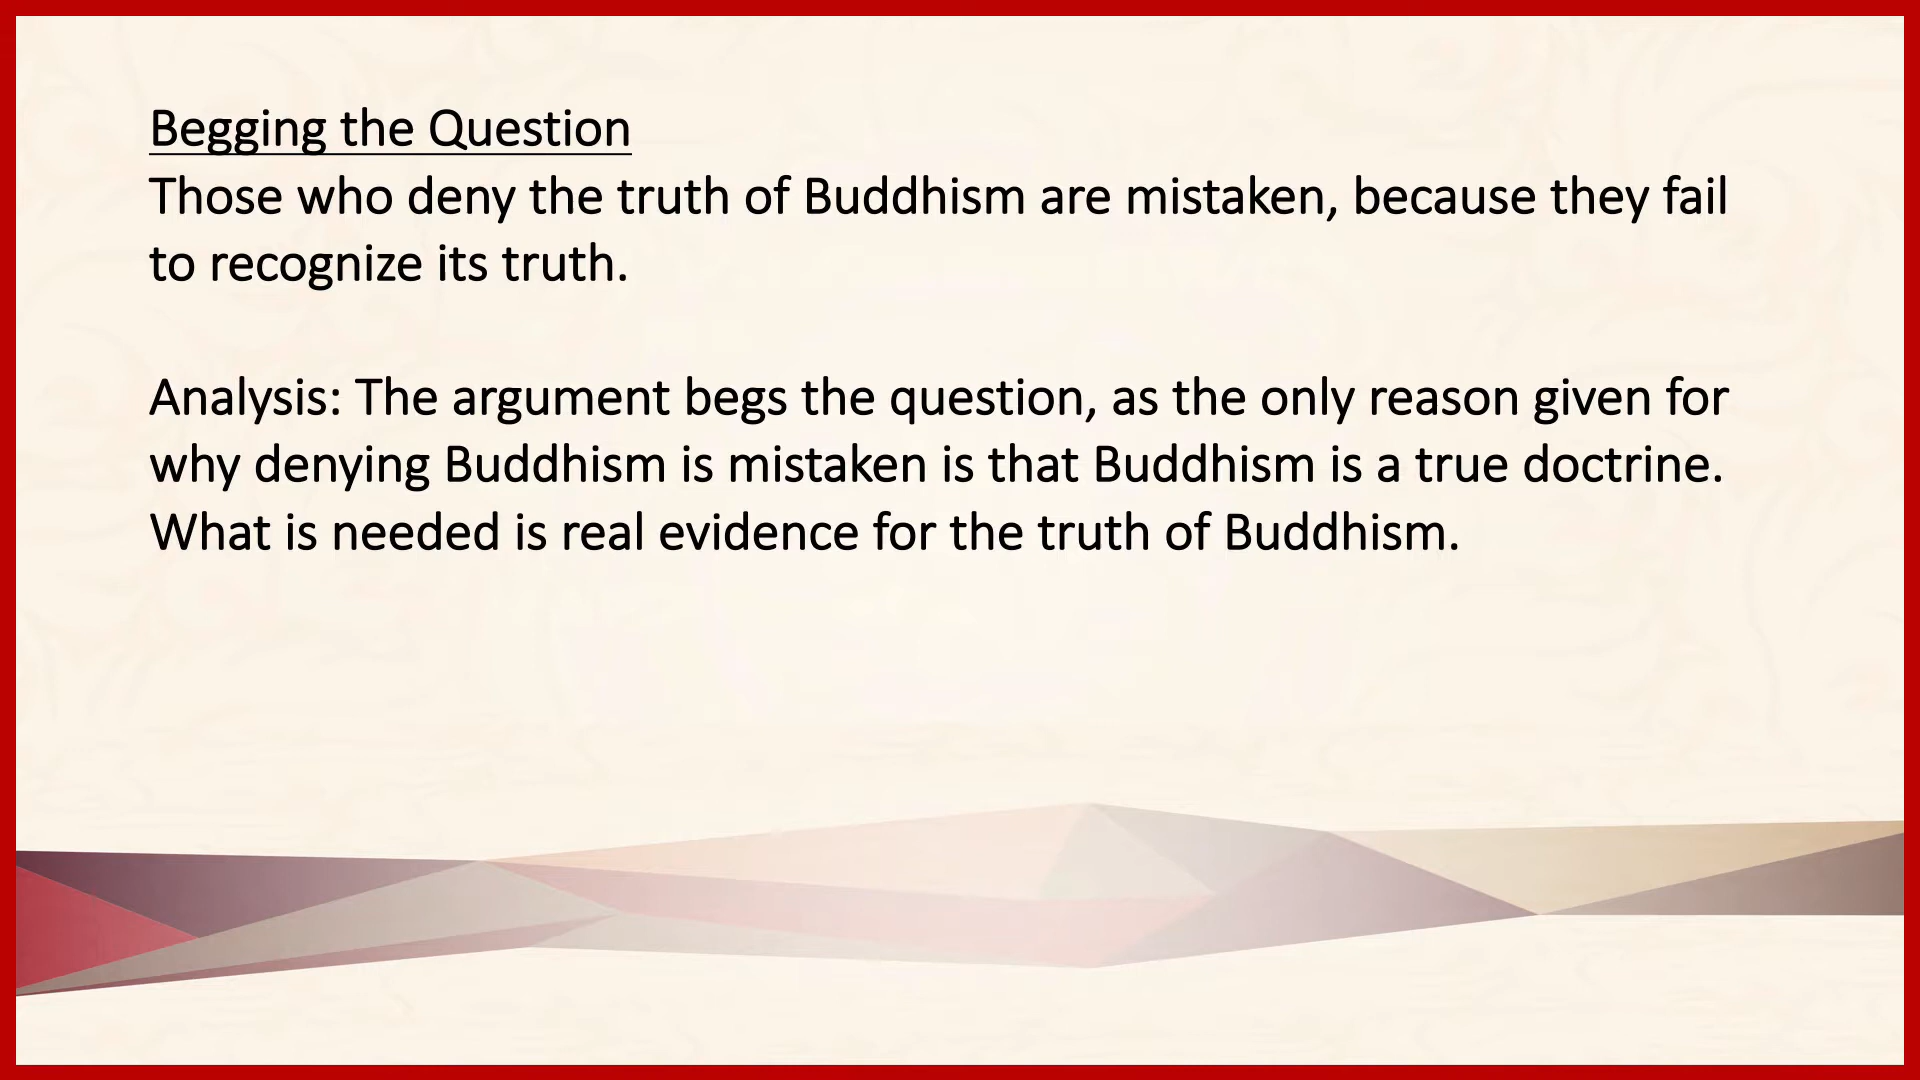 Begging the Question
Those who deny the truth of Buddhism are mistaken, because they fail
to recognize its truth.
Analysis: The argument begs the question, as the only reason given for
why denying Buddhism is mistaken is that Buddhism is a true doctrine.
What is needed is real evidence for the truth of Buddhism.